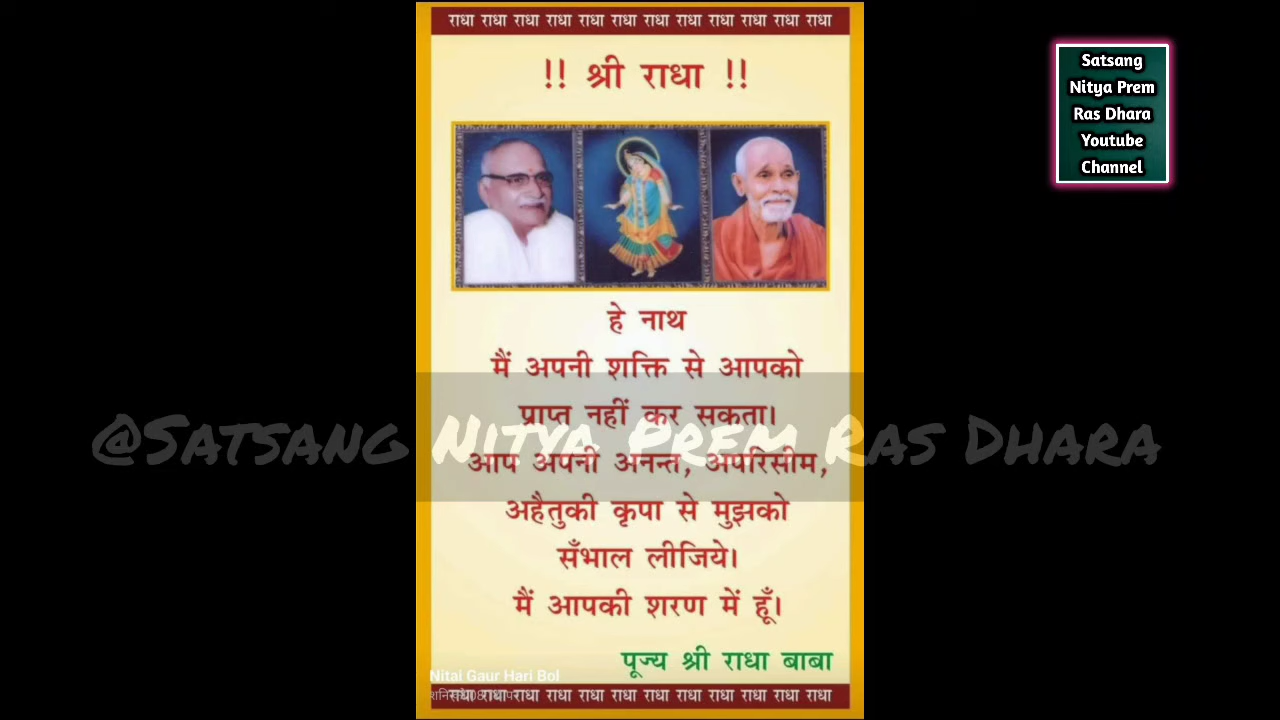 राधा राधा राधा राधा राधा राधा राधा राधा राधा राधा राधा राधा
!! श्री राधा !!
हे नाथ
मैं अपनी शक्ति से आपको
प्राप्त नहीं कर सकता।
आप अपनी अनन्त, अपरिसीम,
अहैतुकी कृपा से मुझको
सँभाल लीजिये।
मैं आपकी शरण में हूँ।
पूज्य श्री राधा बाबा
Nitai Gaur Hari Bol
राधा राधा राधा राधा राधा राधा राधा राधा राधा राधा राधा
@Satsang Nitya Prem Ras Dhara
Satsang
Nitya Prem
Ras Dhara
Youtube
Channel